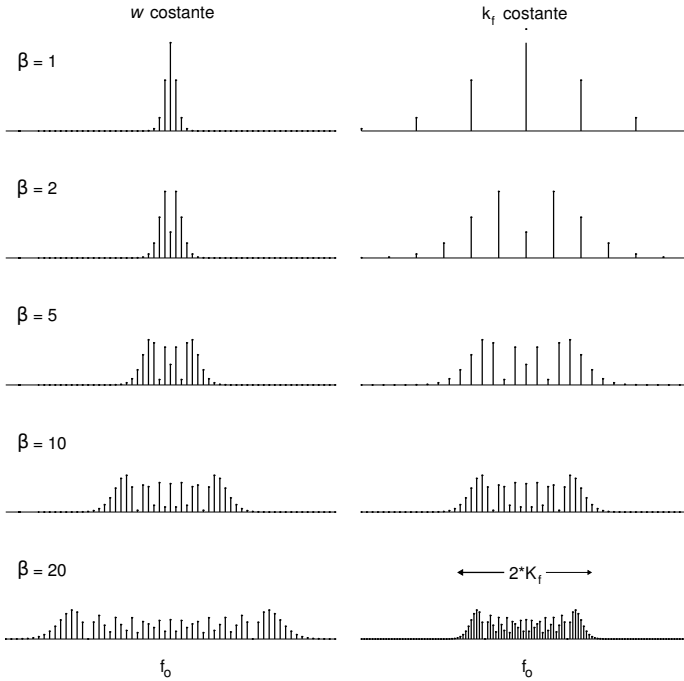 w costante
k_f costante
β = 1
β = 2
β = 5
β = 10
β = 20
2*K_f
f_o
f_o